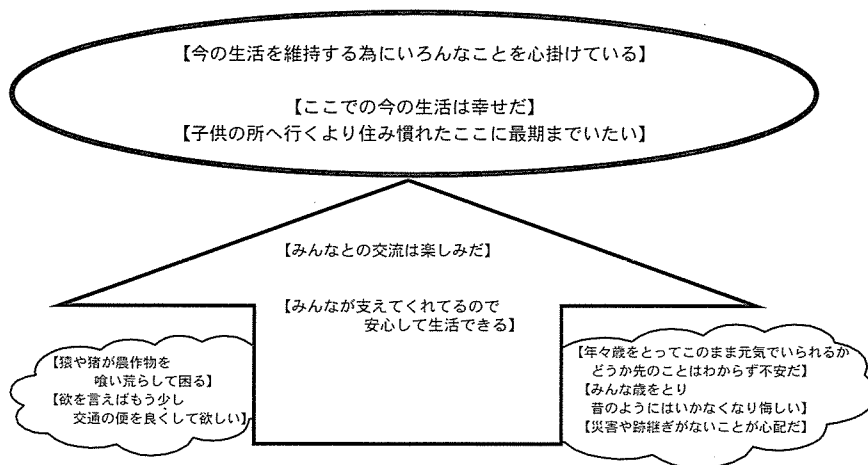 【今の生活を維持する為にいろんなことを心掛けている】
【ここでの今の生活は幸せだ】
【子供の所へ行くより住み慣れたここに最期までいたい】
【みんなとの交流は楽しみだ】
【みんなが支えてくれてるので
安心して生活できる】
【猿や猪が農作物を
喰い荒らして困る】
【欲を言えばもう少し
交通の便を良くして欲しい】
【年々歳をとってこのまま元気でいられるか
どうか先のことはわからず不安だ】
【みんな歳をとり
昔のようにはいかなくなり悔しい】
【災害や跡継ぎがないことが心配だ】